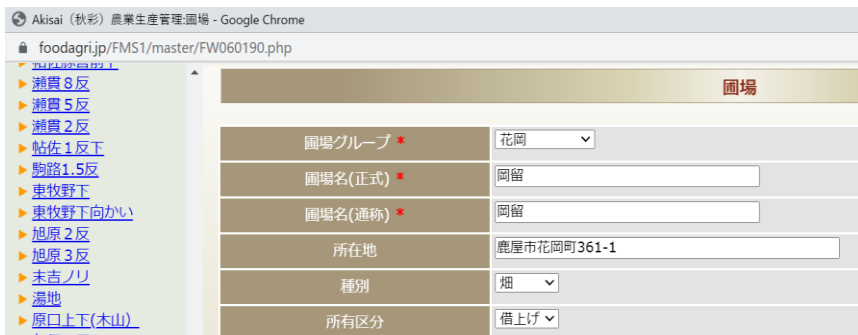 Akisai（秋彩）農業生産管理:圃場 - Google Chrome
foodagri.jp/FMS1/master/FW060190.php
瀬貫８反
瀬貫５反
瀬貫２反
帖佐１反下
駒路1.5反
東牧野下
東牧野下向かい
旭原２反
旭原３反
末吉ノリ
湯地
原口上下(木山)
圃場
圃場グループ * 花岡
圃場名(正式) * 岡留
圃場名(通称) * 岡留
所在地 鹿屋市花岡町361-1
種別 畑
所有区分 借上げ